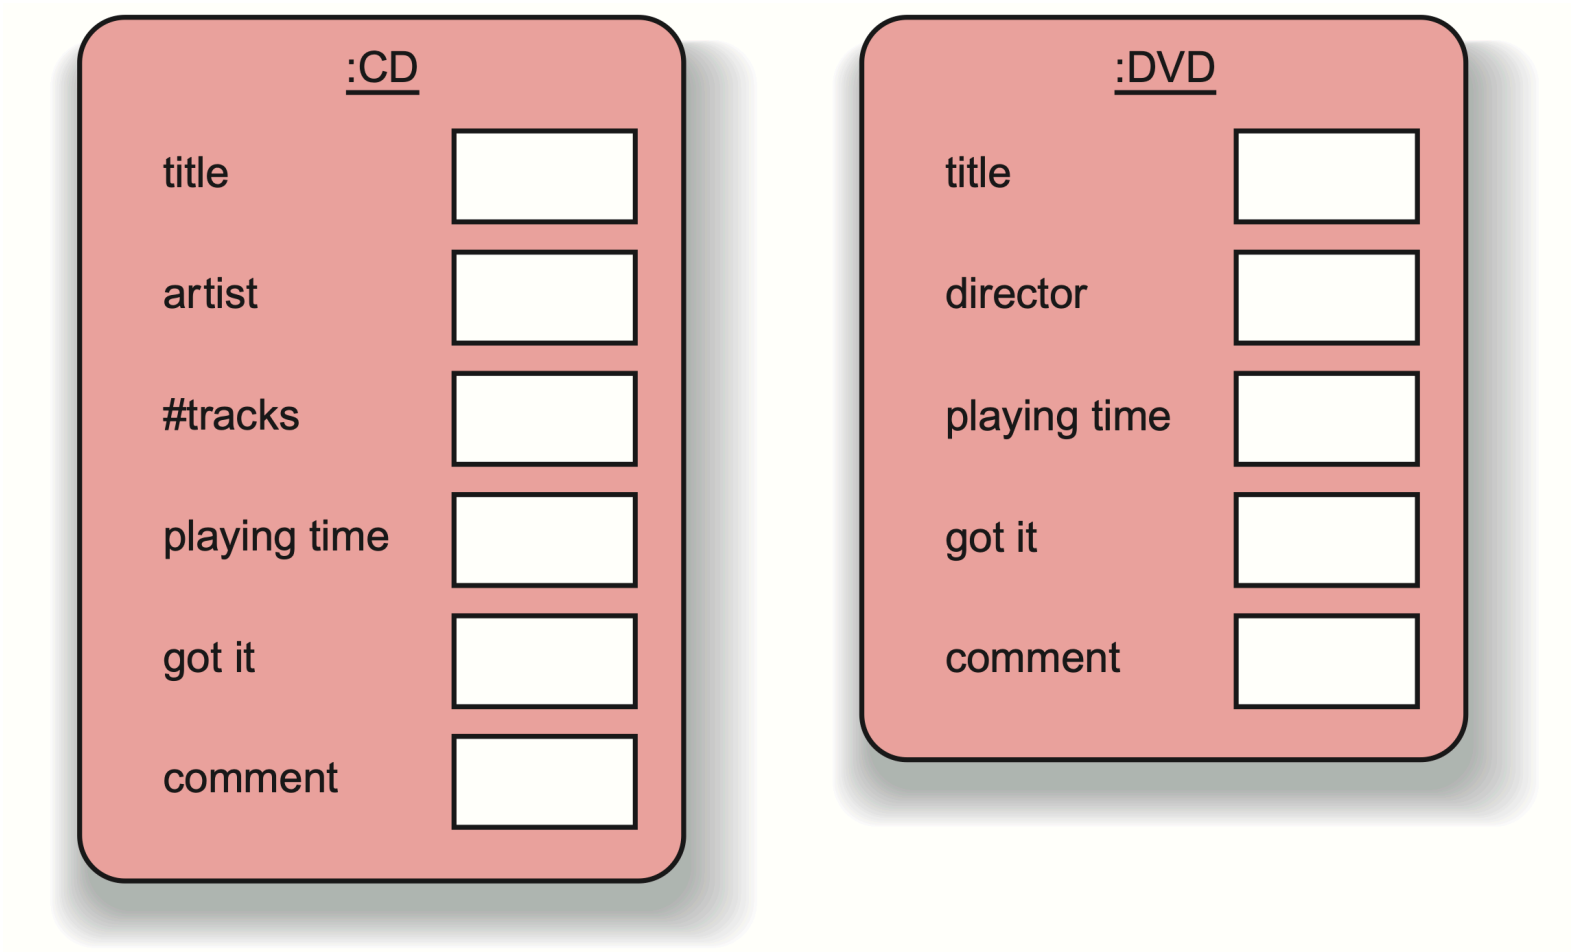 :CD
title
artist
#tracks
playing time
got it
comment
:DVD
title
director
playing time
got it
comment